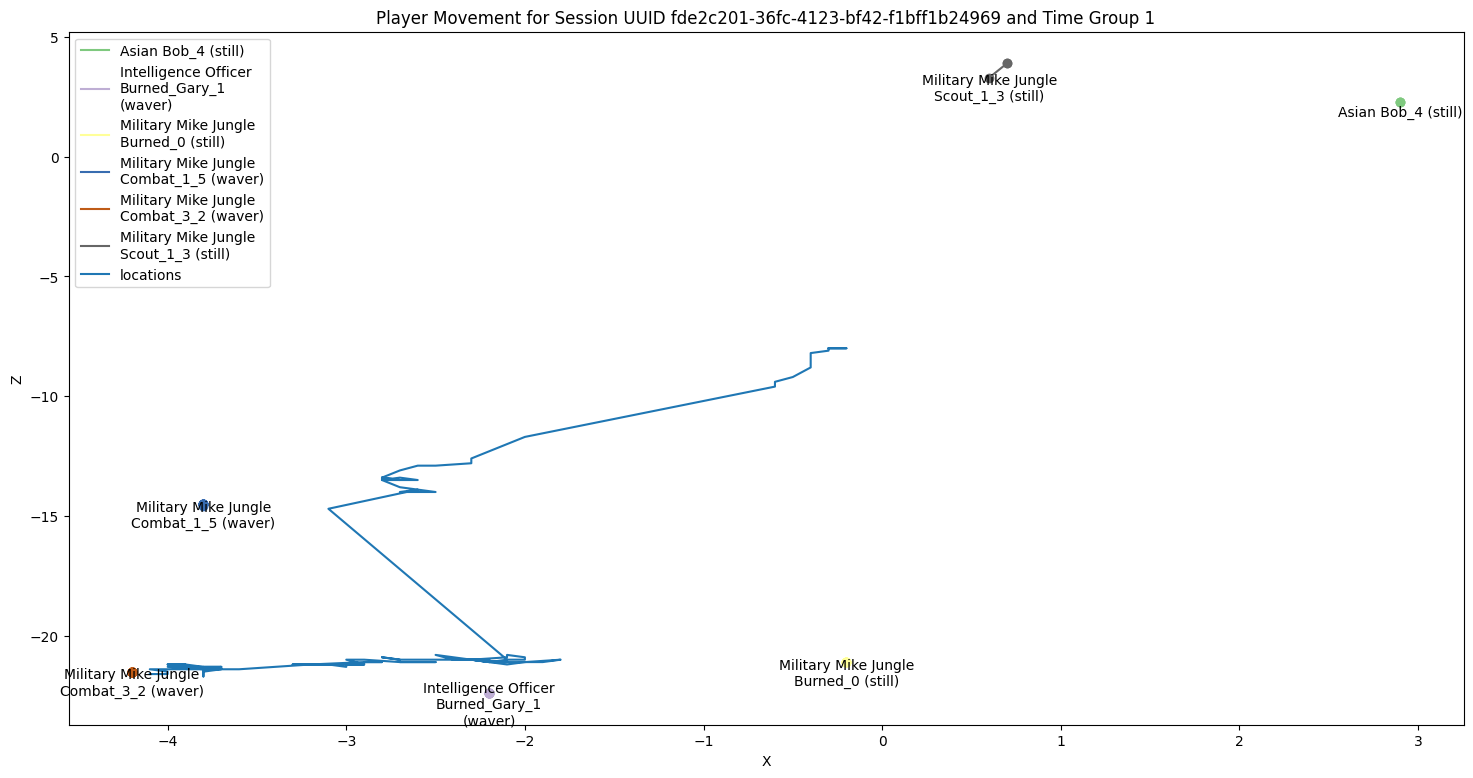 Player Movement for Session UUID fde2c201-36fc-4123-bf42-f1bff1b24969 and Time Group 1
Asian Bob_4 (still)
Intelligence Officer
Burned_Gary_1
(waver)
Military Mike Jungle
Burned_0 (still)
Military Mike Jungle
Combat_1_5 (waver)
Military Mike Jungle
Combat_3_2 (waver)
Military Mike Jungle
Scout_1_3 (still)
locations
Military Mike Jungle
Scout_1_3 (still)
Asian Bob_4 (still)
Military Mike Jungle
Combat_1_5 (waver)
Military Mike Jungle
Combat_3_2 (waver)
Intelligence Officer
Burned_Gary_1
(waver)
Military Mike Jungle
Burned_0 (still)
5
0
−5
−10
−15
−20
Z
−4
−3
−2
−1
0
1
2
3
X